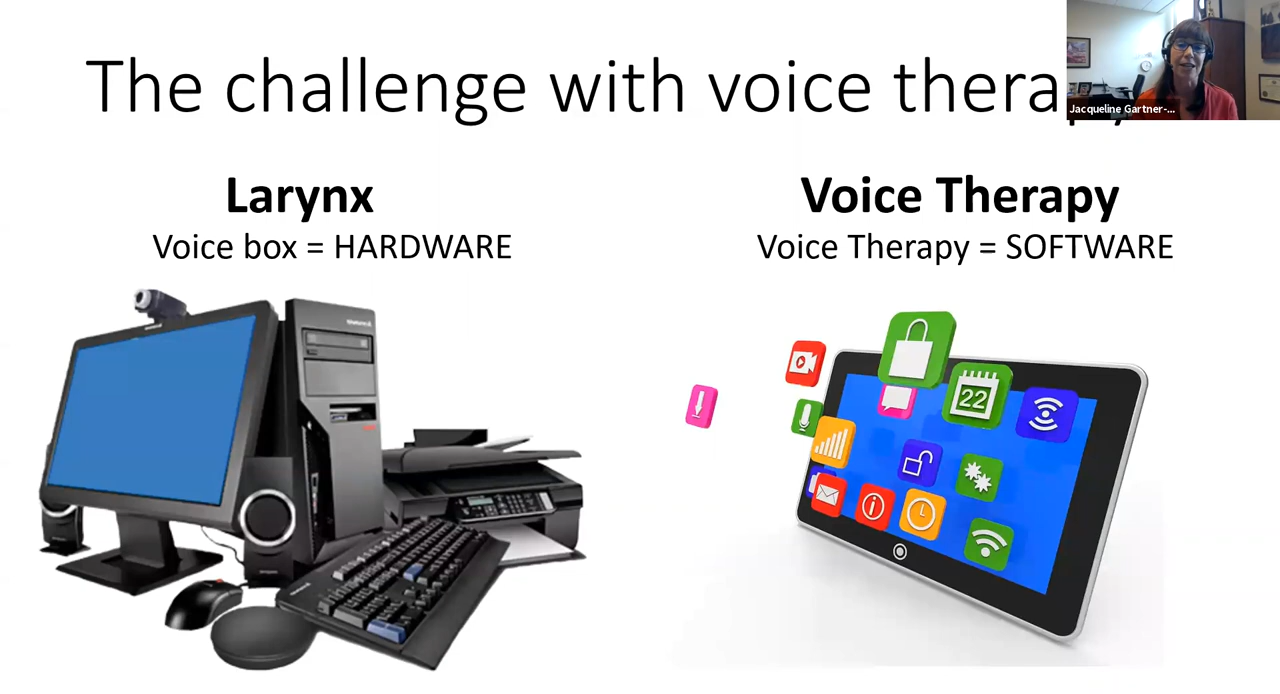 The challenge with voice thera
Jacqueline Gartner-...
Larynx
Voice Therapy
Voice box = HARDWARE
Voice Therapy = SOFTWARE
22